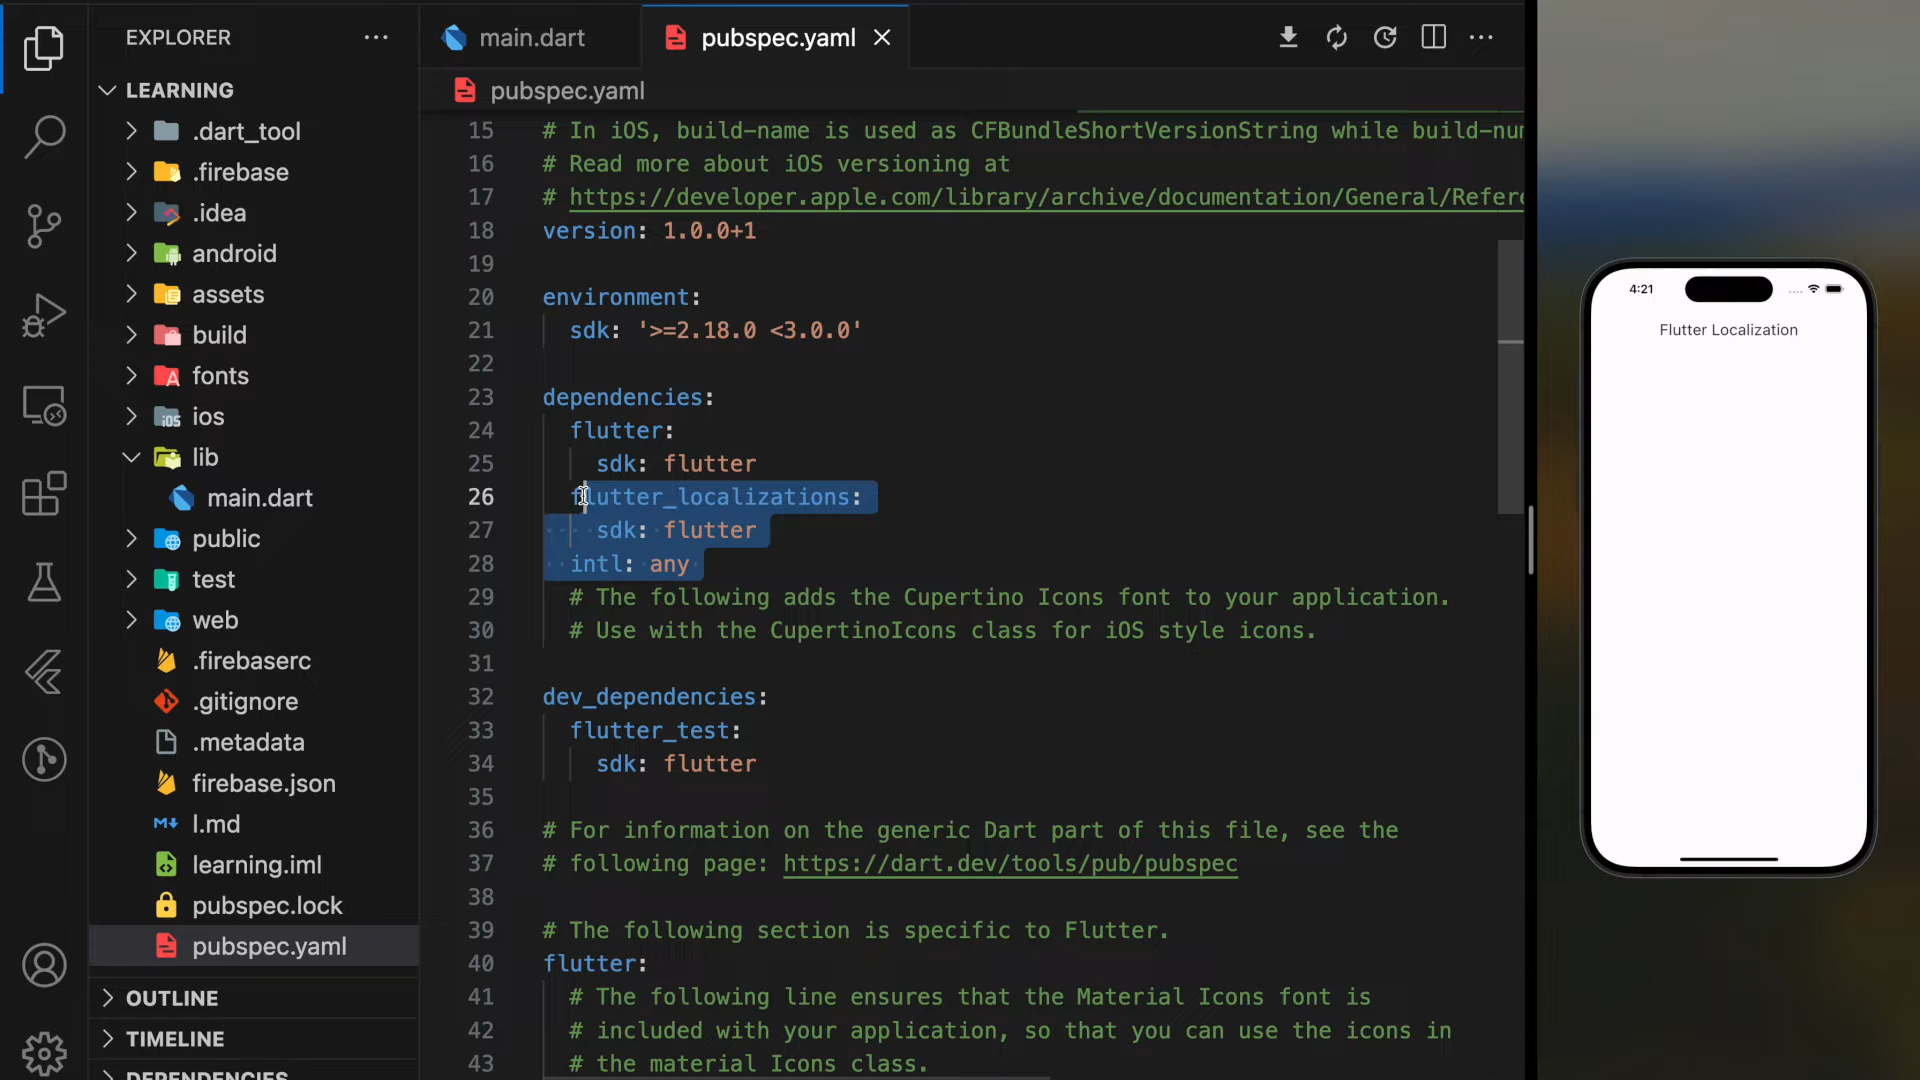 EXPLORER
LEARNING
.dart_tool
.firebase
.idea
android
assets
build
fonts
ios
lib
main.dart
public
test
web
.firebaserc
.gitignore
.metadata
firebase.json
l.md
learning.iml
pubspec.lock
pubspec.yaml
OUTLINE
TIMELINE
DEPENDENCIES
main.dart
pubspec.yaml
pubspec.yaml
15 # In iOS, build-name is used as CFBundleShortVersionString while build-num
16 # Read more about iOS versioning at
17 # https://developer.apple.com/library/archive/documentation/General/Refere
18 version: 1.0.0+1
19
20 environment:
21 sdk: '>=2.18.0 <3.0.0'
22
23 dependencies:
24 flutter:
25 sdk: flutter
26 flutter_localizations:
27 sdk: flutter
28 intl: any
29 # The following adds the Cupertino Icons font to your application.
30 # Use with the CupertinoIcons class for iOS style icons.
31
32 dev_dependencies:
33 flutter_test:
34 sdk: flutter
35
36 # For information on the generic Dart part of this file, see the
37 # following page: https://dart.dev/tools/pub/pubspec
38
39 # The following section is specific to Flutter.
40 flutter:
41 # The following line ensures that the Material Icons font is
42 # included with your application, so that you can use the icons in
43 # the material Icons class.
4:21
Flutter Localization